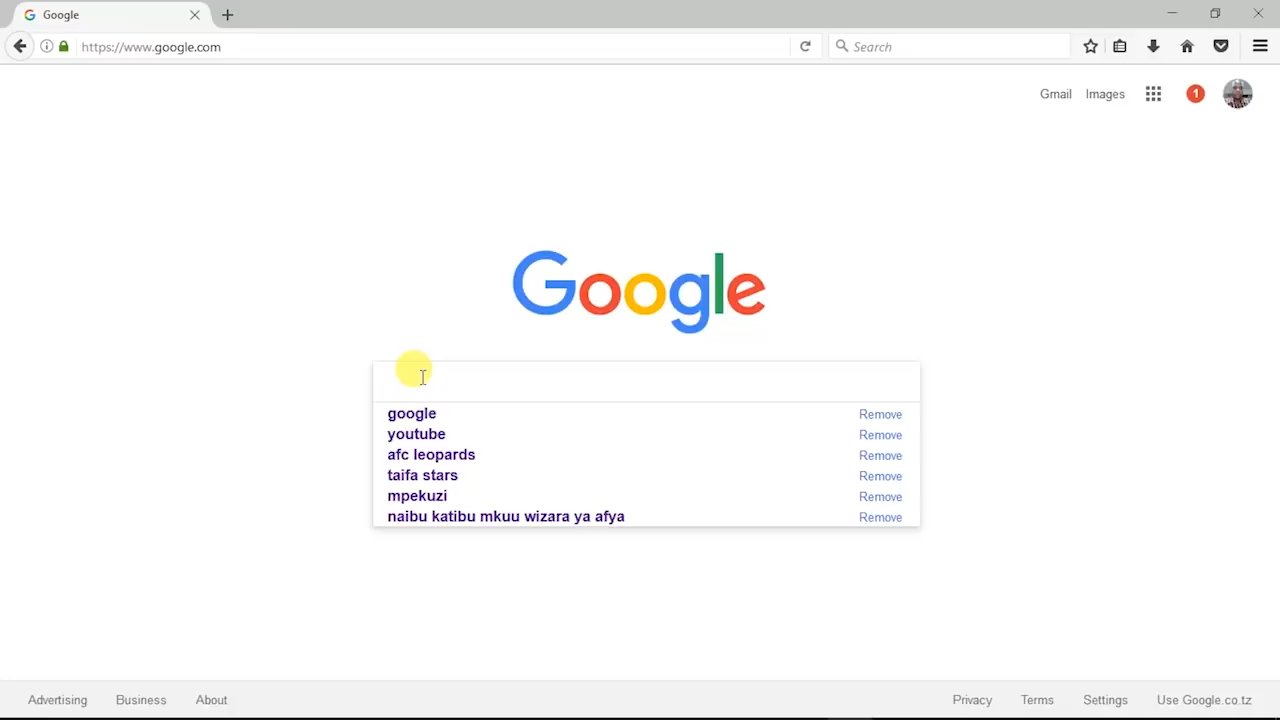 Google
https://www.google.com
Search
Gmail Images 1
Google
google Remove
youtube Remove
afc leopards Remove
taifa stars Remove
mpekuzi Remove
naibu katibu mkuu wizara ya afya Remove
Advertising Business About Privacy Terms Settings Use Google.co.tz